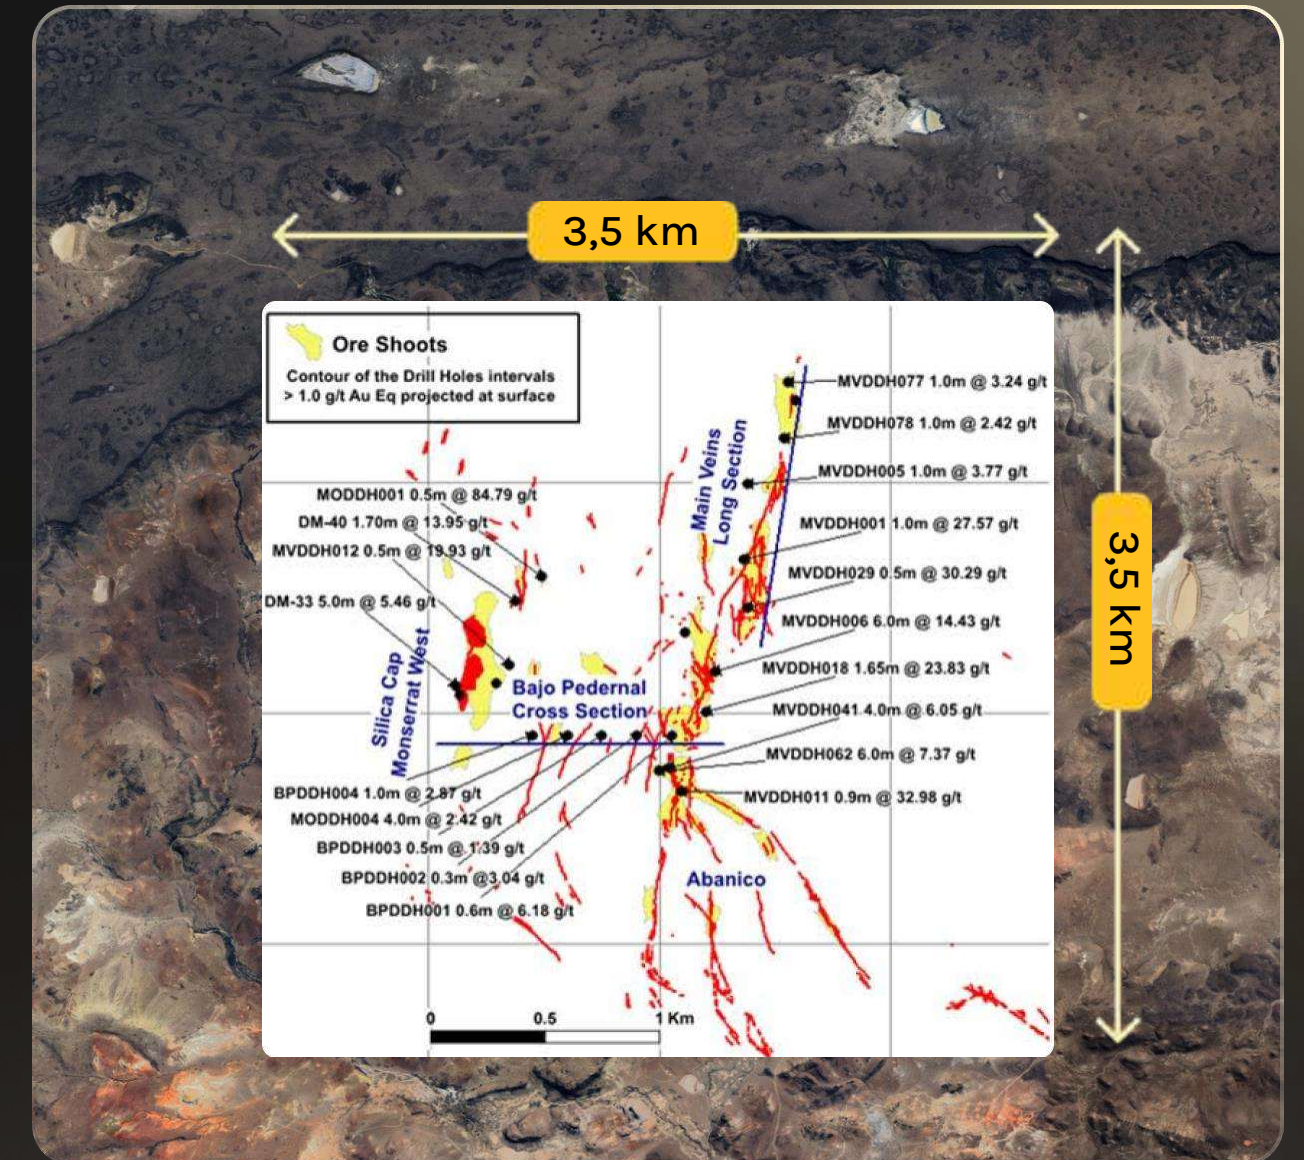 3,5 km
3,5 km
Ore Shoots
Contour of the Drill Holes intervals
> 1.0 g/t Au Eq projected at surface
MVDDH077 1.0m @ 3.24 g/t
MVDDH078 1.0m @ 2.42 g/t
MVDDH005 1.0m @ 3.77 g/t
MVDDH001 1.0m @ 27.57 g/t
MVDDH029 0.5m @ 30.29 g/t
MVDDH006 6.0m @ 14.43 g/t
MVDDH018 1.65m @ 23.83 g/t
MVDDH041 4.0m @ 6.05 g/t
MVDDH062 6.0m @ 7.37 g/t
MVDDH011 0.9m @ 32.98 g/t
Main Veins
Long Section
MODDH001 0.5m @ 84.79 g/t
DM-40 1.70m @ 13.95 g/t
MVDDH012 0.5m @ 19.93 g/t
DM-33 5.0m @ 5.46 g/t
Silica Cap
Monserrat West
Bajo Pedernal
Cross Section
BPDDH004 1.0m @ 2.87 g/t
MODDH004 4.0m @ 2.42 g/t
BPDDH003 0.5m @ 1.39 g/t
BPDDH002 0.3m @3.04 g/t
BPDDH001 0.6m @ 6.18 g/t
Abanico
0 0.5 1 Km